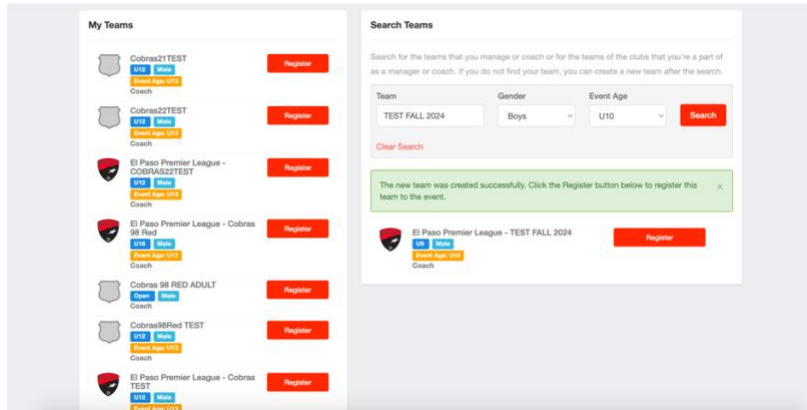 My Teams
Cobras21TEST
U12 Male
Event Age: U13
Coach
Register
Cobras22TEST
U12 Male
Event Age: U13
Coach
Register
El Paso Premier League -
COBRAS22TEST
U12 Male
Event Age: U13
Coach
Register
El Paso Premier League - Cobras
98 Red
U16 Male
Event Age: U17
Coach
Register
Cobras 98 RED ADULT
Open Male
Coach
Register
Cobras98Red TEST
U12 Male
Event Age: U13
Coach
Register
El Paso Premier League - Cobras
TEST
U12 Male
Event Age: U13
Register
Search Teams
Search for the teams that you manage or coach or for the teams of the clubs that you're a part of
as a manager or coach. If you do not find your team, you can create a new team after the search.
Team Gender Event Age
TEST FALL 2024 Boys U10 Search
Clear Search
The new team was created successfully. Click the Register button below to register this
team to the event.
×
El Paso Premier League - TEST FALL 2024
U9 Male
Event Age: U10
Coach
Register